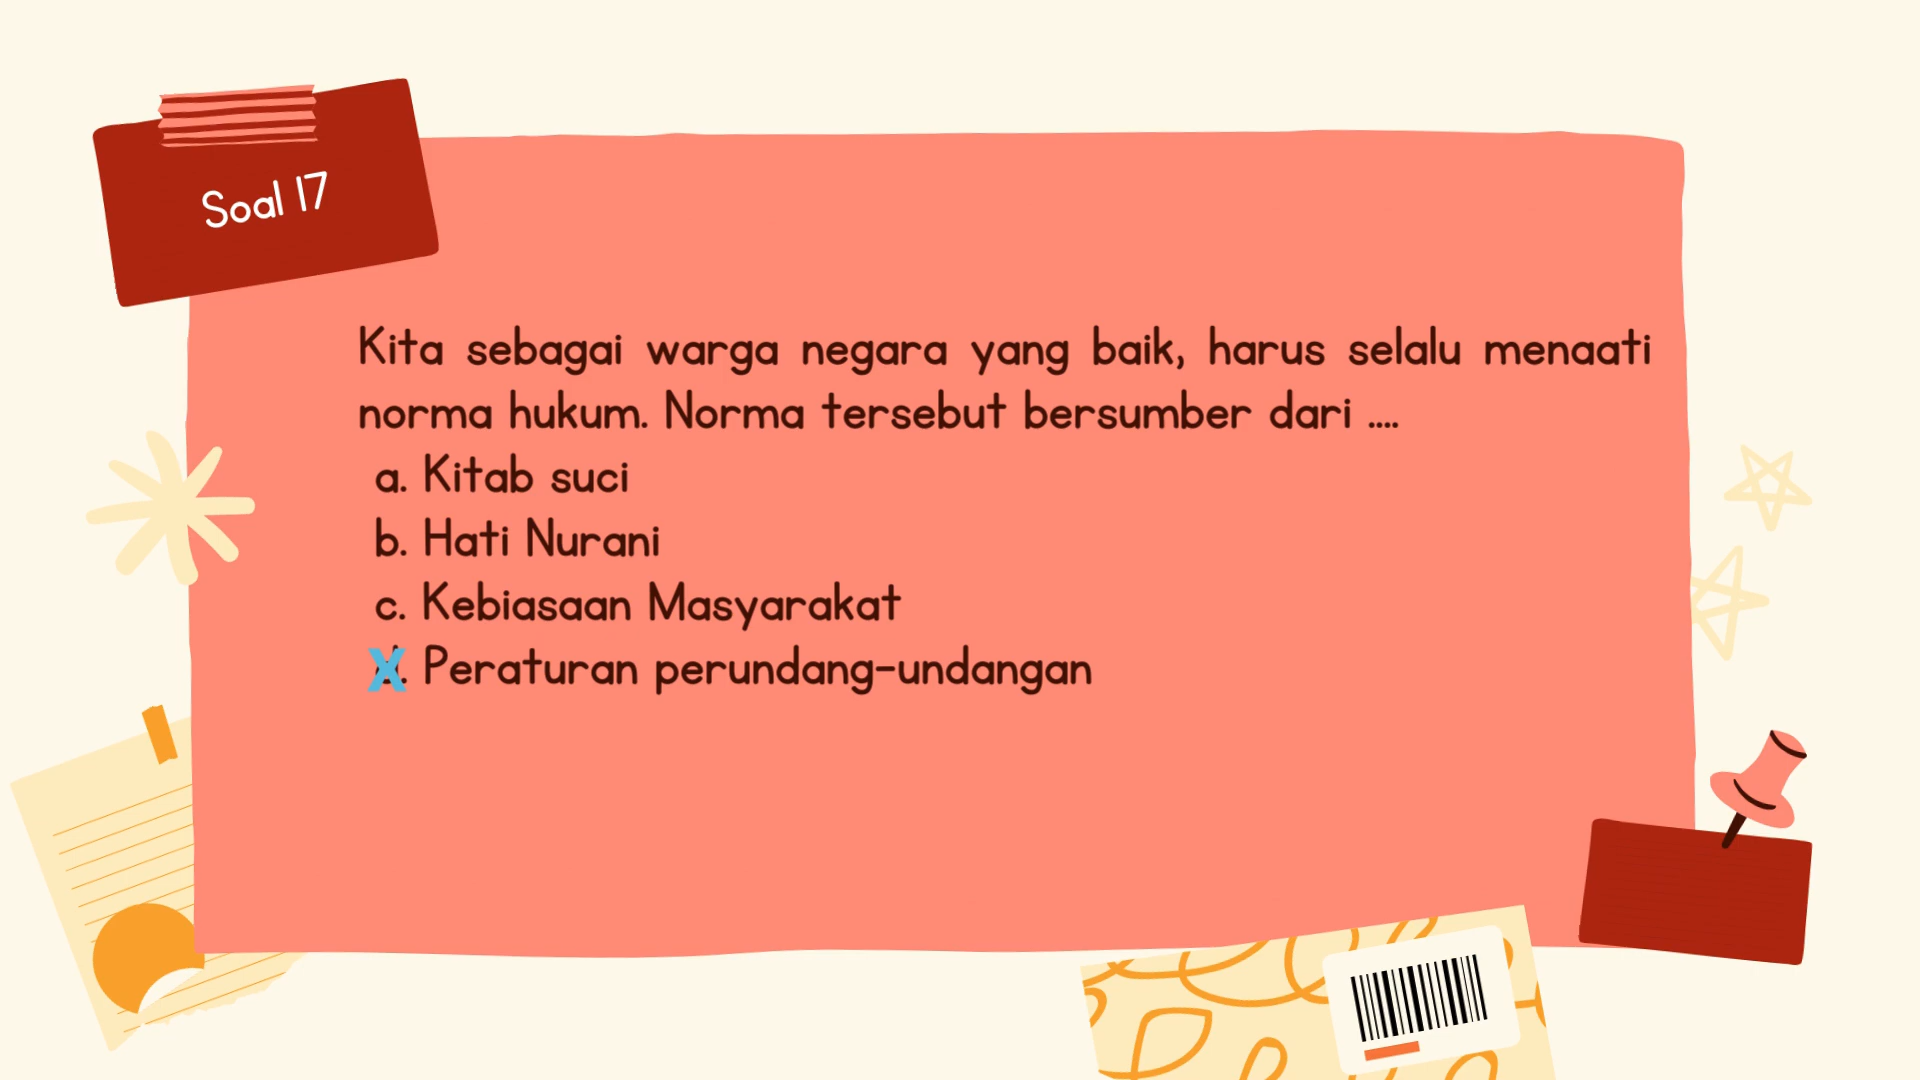 Soal 17
Kita sebagai warga negara yang baik, harus selalu menaati
norma hukum. Norma tersebut bersumber dari ....
a. Kitab suci
b. Hati Nurani
c. Kebiasaan Masyarakat
X. Peraturan perundang-undangan